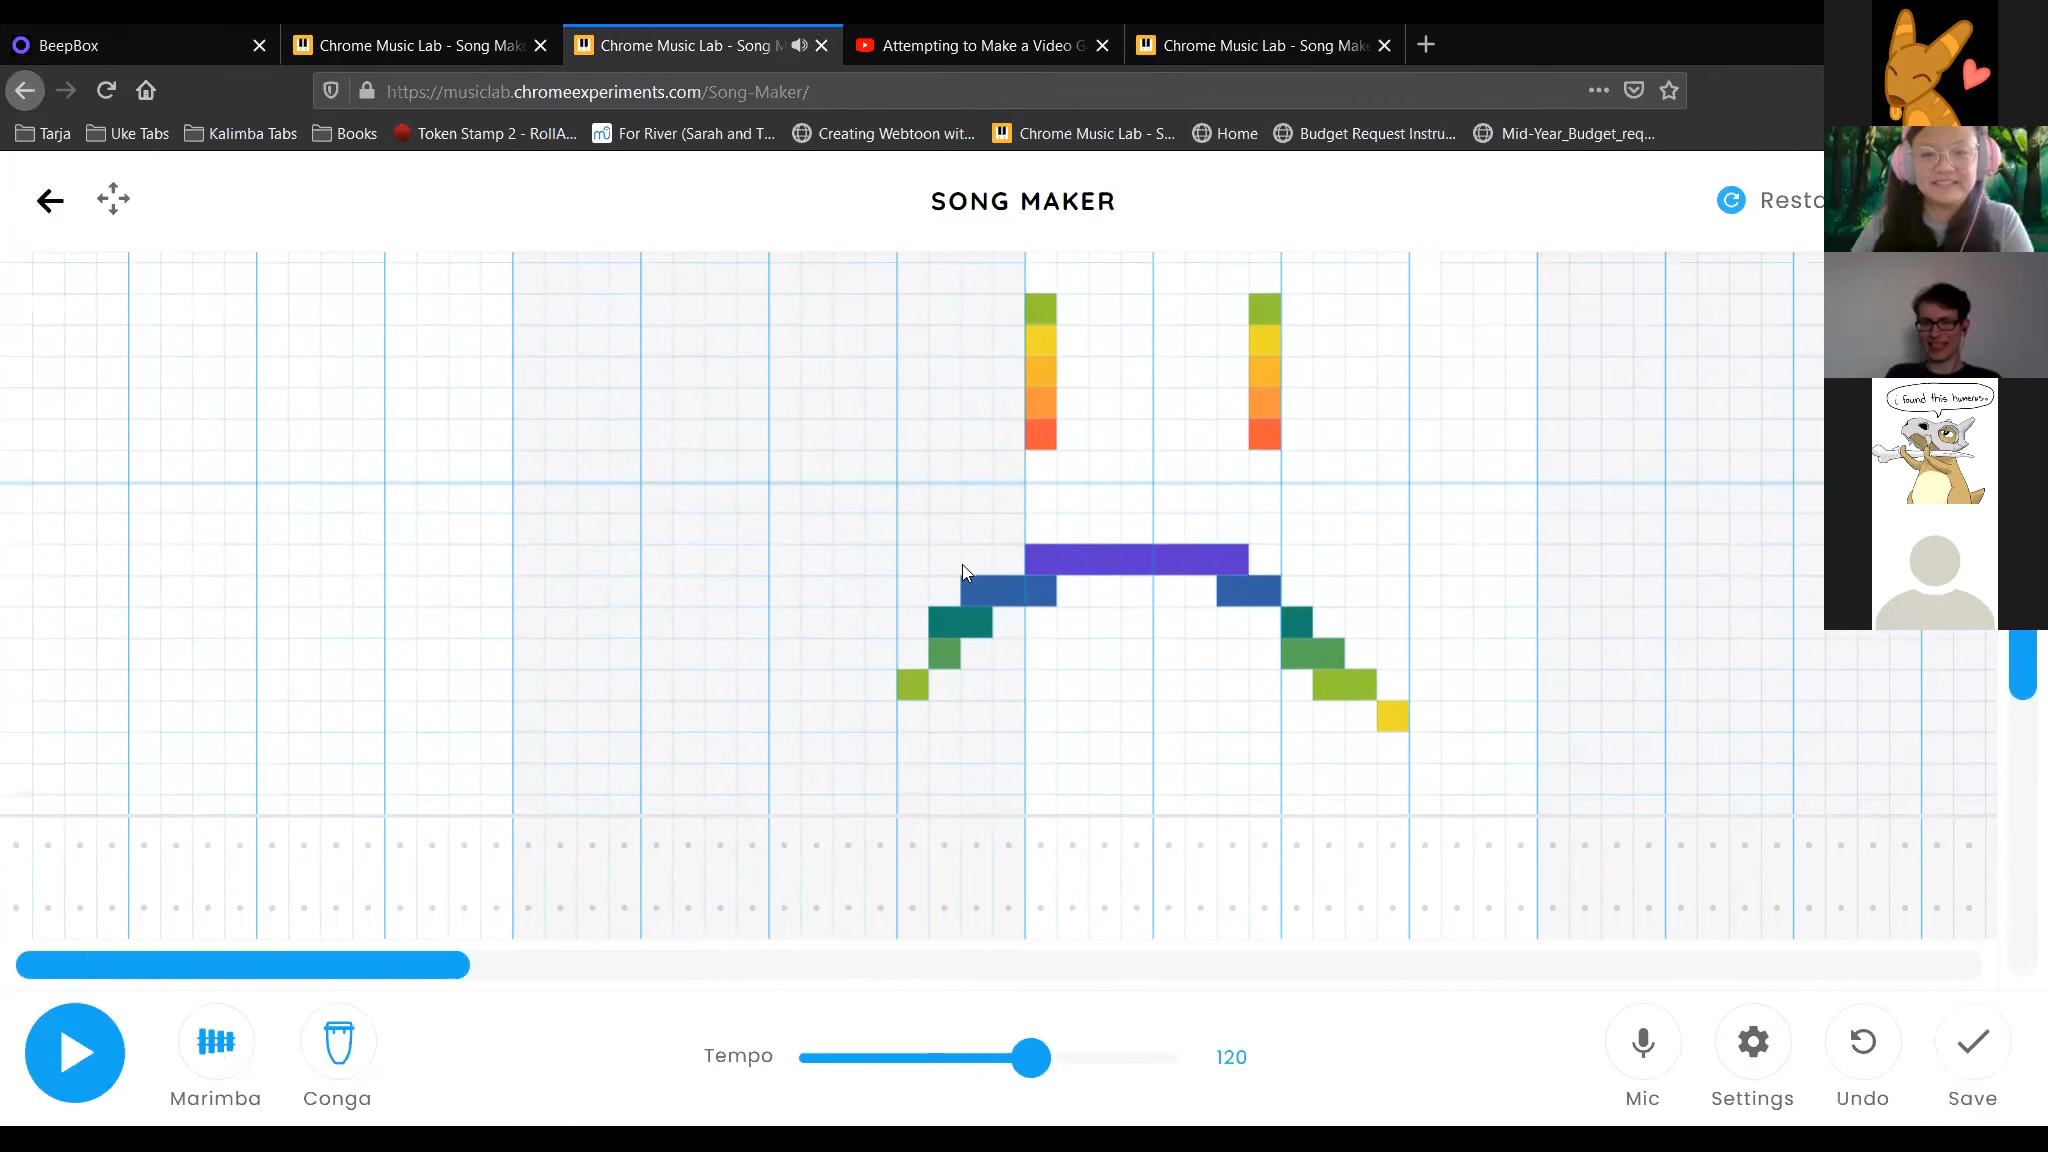 BeepBox
Chrome Music Lab - Song Make
Chrome Music Lab - Song M
Attempting to Make a Video G
Chrome Music Lab - Song Mak
https://musiclab.chromeexperiments.com/Song-Maker/
Tarja
Uke Tabs
Kalimba Tabs
Books
Token Stamp 2 - RollA...
For River (Sarah and T...
Creating Webtoon wit...
Chrome Music Lab - S...
Home
Budget Request Instru...
Mid-Year_Budget_req...
SONG MAKER
Resta
i found this humerus.
Marimba
Conga
Tempo
120
Mic
Settings
Undo
Save